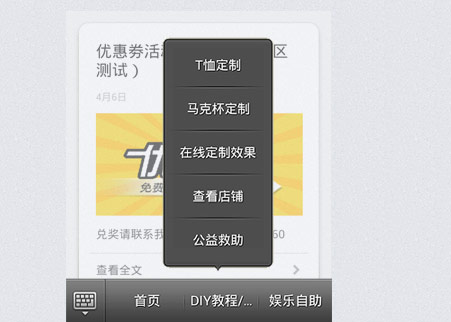 优惠券活动
区
测试）
4月6日
T恤定制
马克杯定制
在线定制效果
查看店铺
公益救助
优
免费
兑奖请联系我
60
查看全文
首页
DIY教程/...
娱乐自助